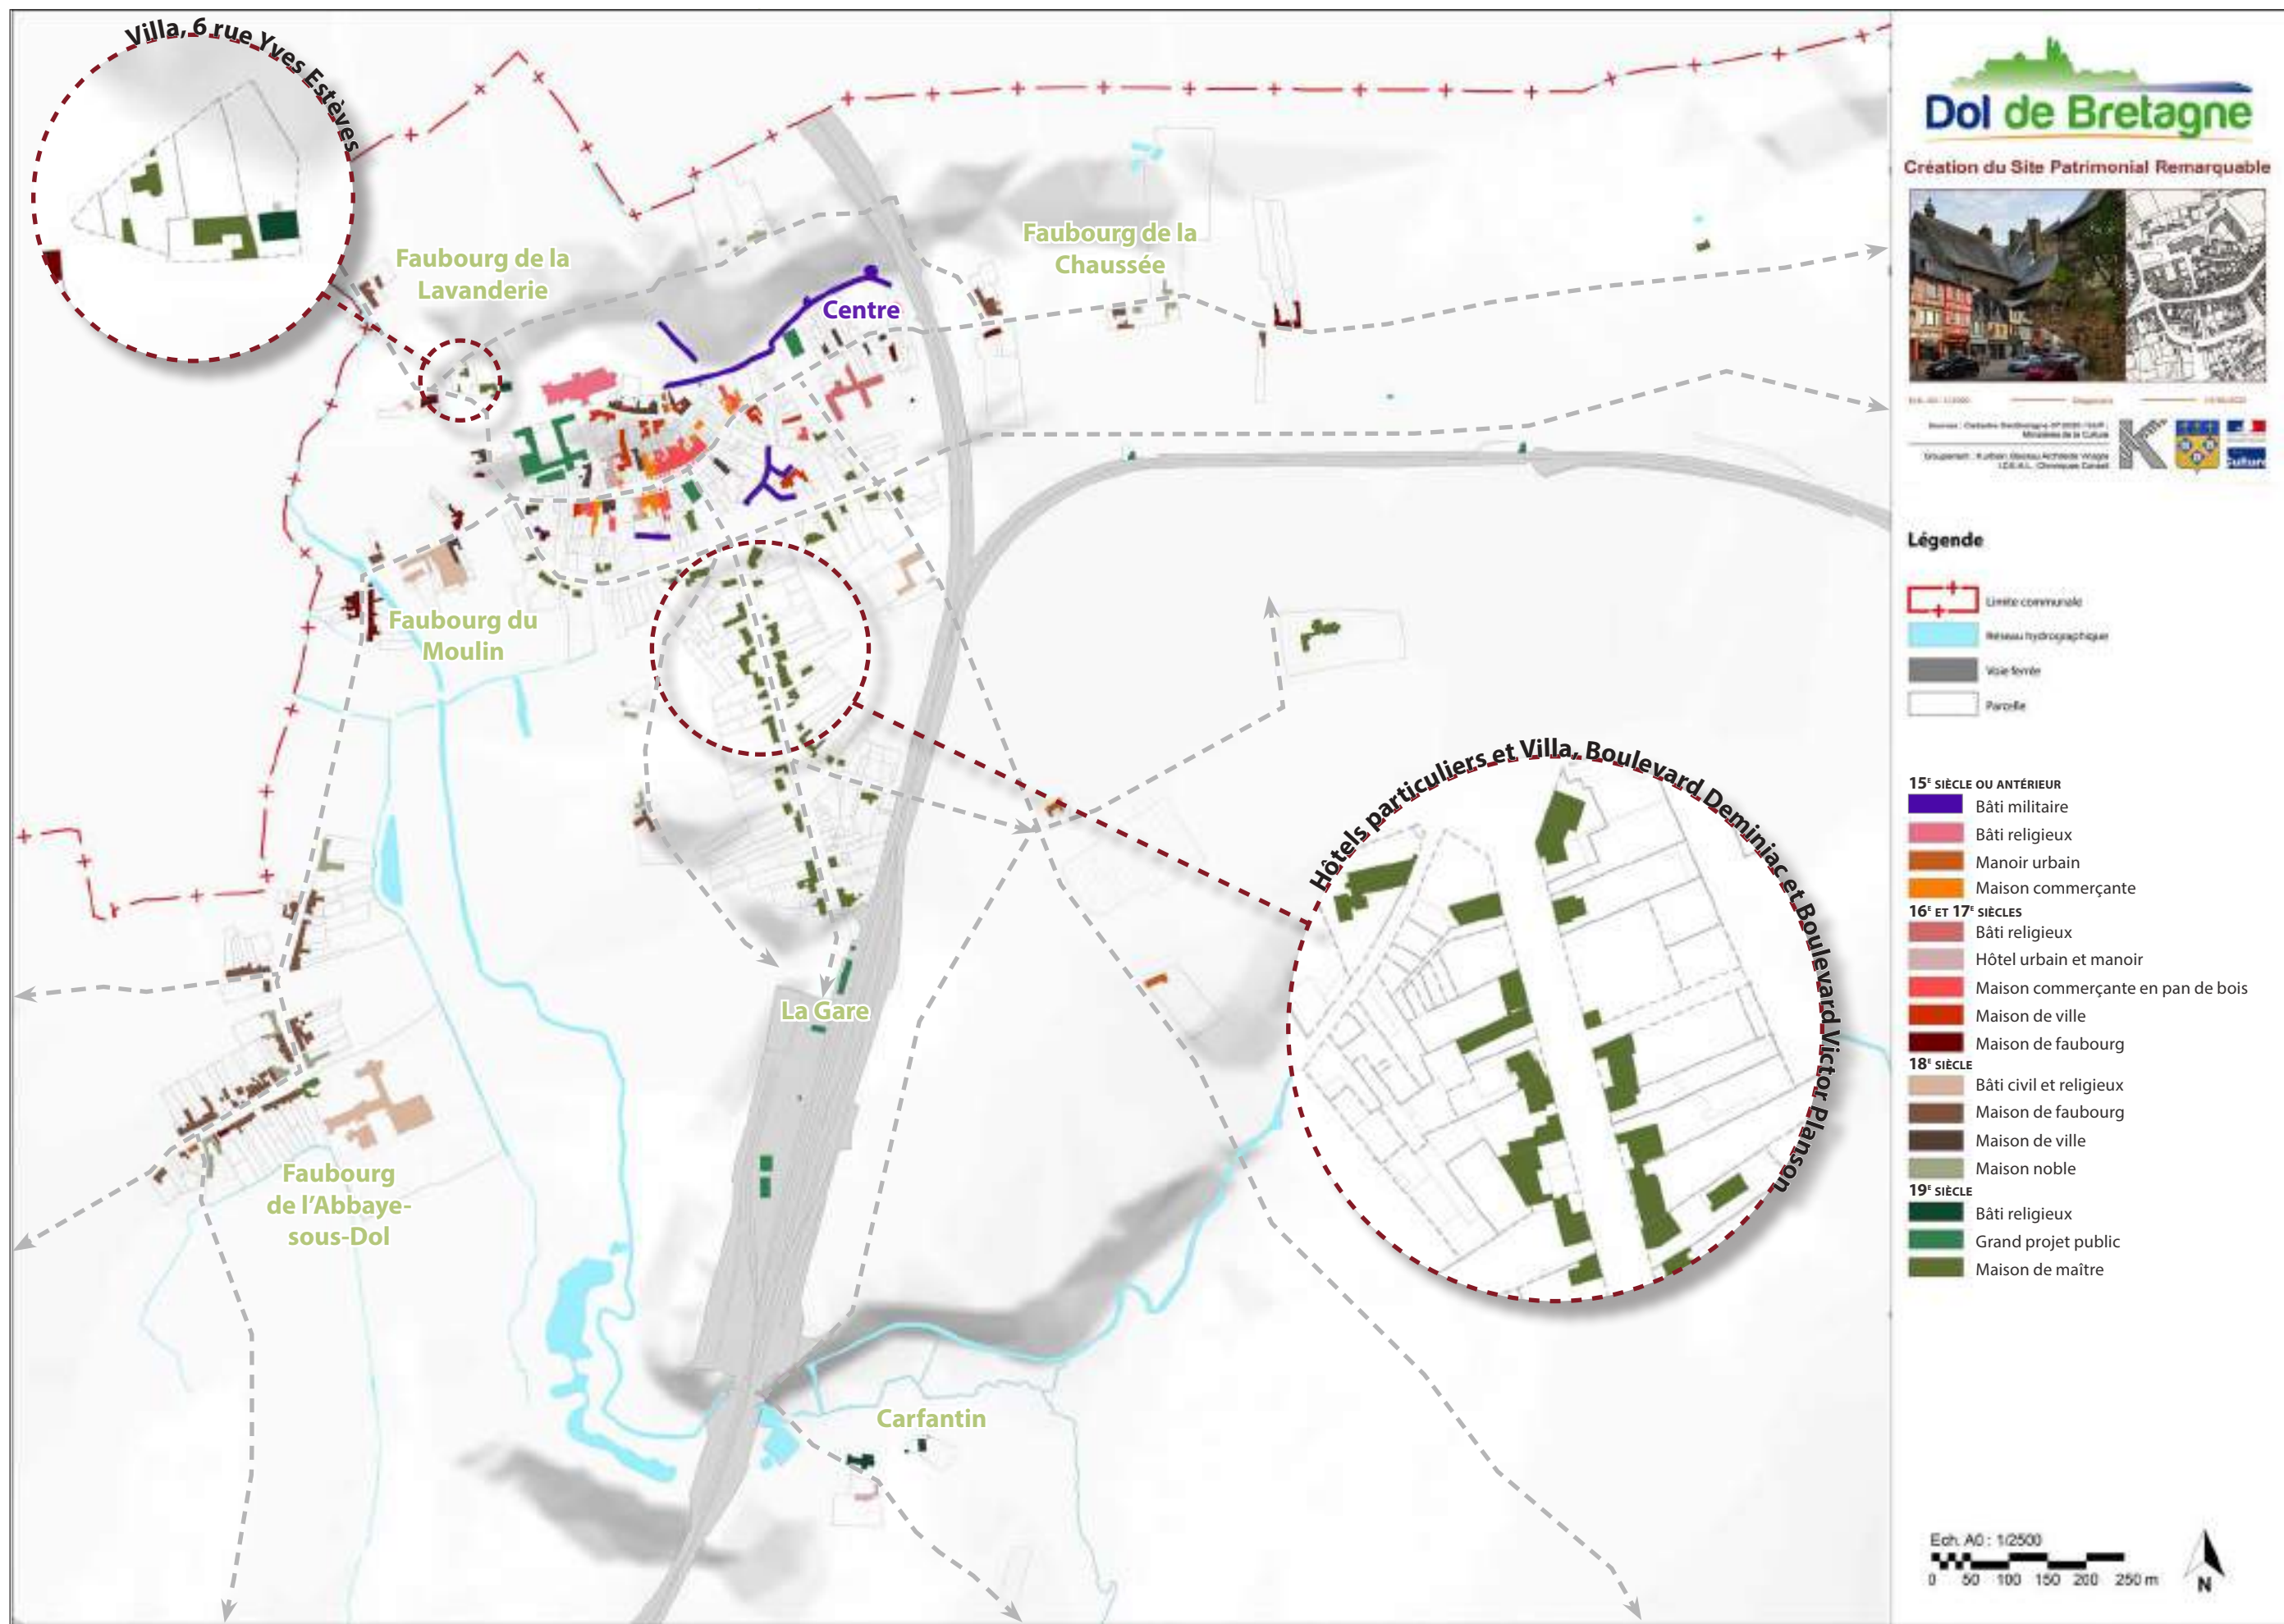 Villa, 6 rue Yves Estèves
Faubourg de la
Lavanderie
Faubourg de la
Chaussée
Centre
Faubourg du
Moulin
La Gare
Faubourg
de l'Abbaye-
sous-Dol
Carfantin
Hôtels particuliers et Villa, Boulevard Deminiac et Boulevard Victor Planson
Dol de Bretagne
Création du Site Patrimonial Remarquable
Ministères de la Culture
Culture
Légende
Limite communale
Réseau hydrographique
Voie ferrée
Parcelle
15E SIÈCLE OU ANTÉRIEUR
Bâti militaire
Bâti religieux
Manoir urbain
Maison commerçante
16E ET 17E SIÈCLES
Bâti religieux
Hôtel urbain et manoir
Maison commerçante en pan de bois
Maison de ville
Maison de faubourg
18E SIÈCLE
Bâti civil et religieux
Maison de faubourg
Maison de ville
Maison noble
19E SIÈCLE
Bâti religieux
Grand projet public
Maison de maître
Ech. A0 : 1/2500
0 50 100 150 200 250 m
N